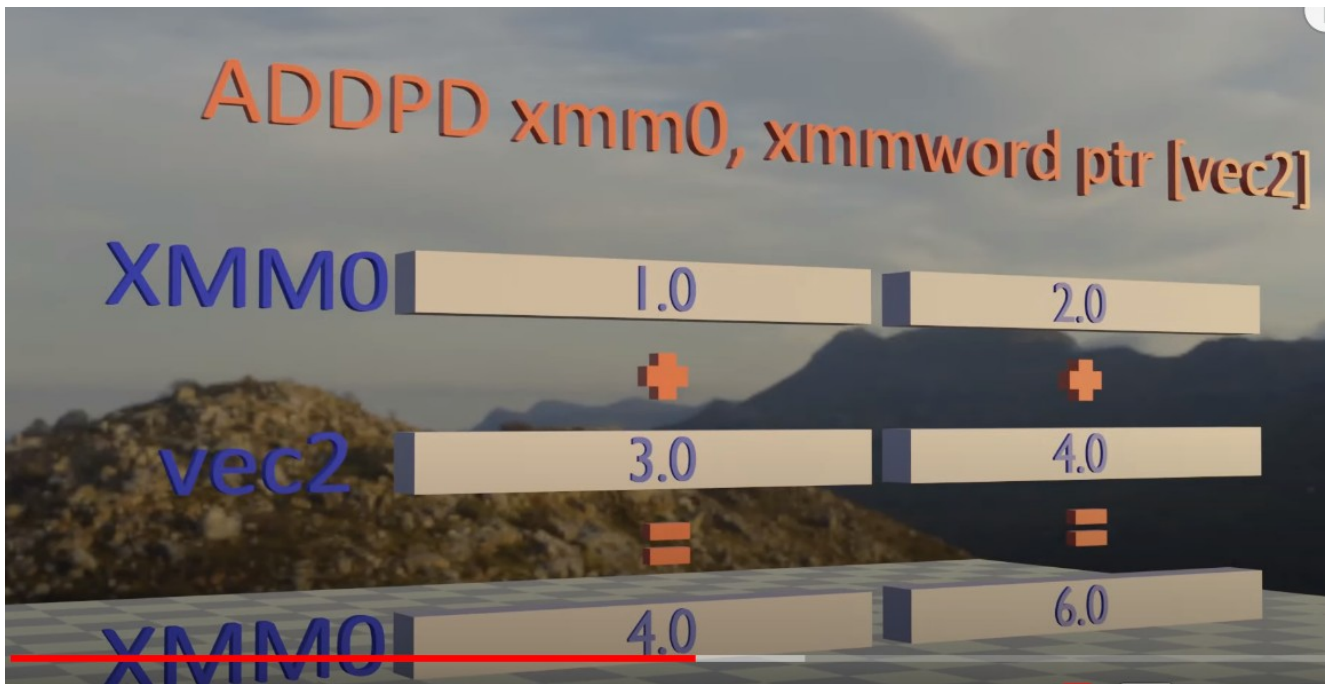 ADDPD xmm0, xmmword ptr [vec2]
XMM0 1.0 2.0
+ +
vec2 3.0 4.0
= =
XMM0 4.0 6.0